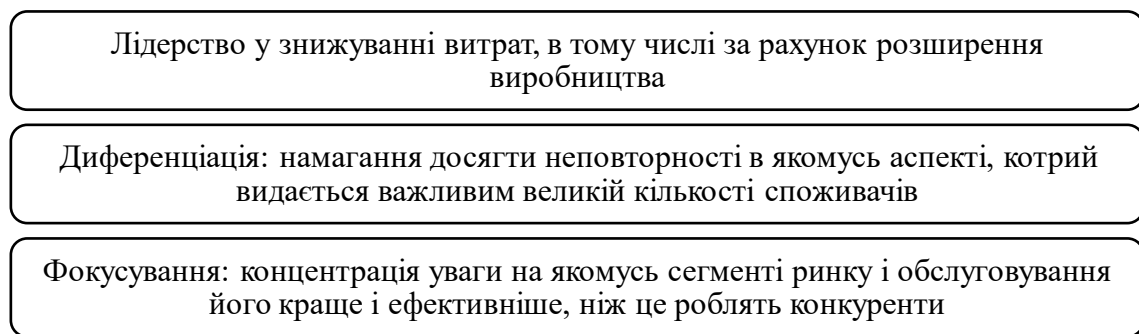 Лідерство у знижуванні витрат, в тому числі за рахунок розширення
виробництва
Диференціація: намагання досягти неповторності в якомусь аспекті, котрий
видається важливим великій кількості споживачів
Фокусування: концентрація уваги на якомусь сегменті ринку і обслуговування
його краще і ефективніше, ніж це роблять конкуренти